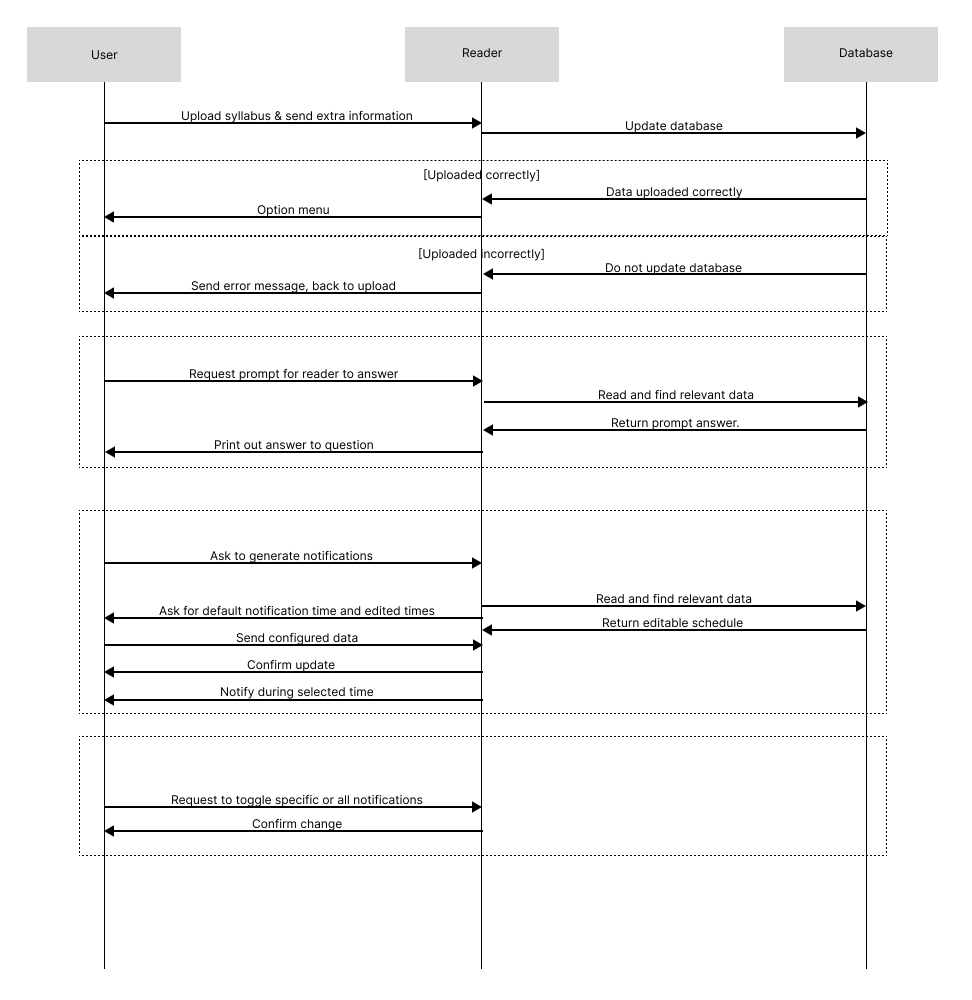 User
Reader
Database
Upload syllabus & send extra information
Update database
[Uploaded correctly]
Data uploaded correctly
Option menu
[Uploaded incorrectly]
Do not update database
Send error message, back to upload
Request prompt for reader to answer
Read and find relevant data
Return prompt answer.
Print out answer to question
Ask to generate notifications
Read and find relevant data
Ask for default notification time and edited times
Return editable schedule
Send configured data
Confirm update
Notify during selected time
Request to toggle specific or all notifications
Confirm change